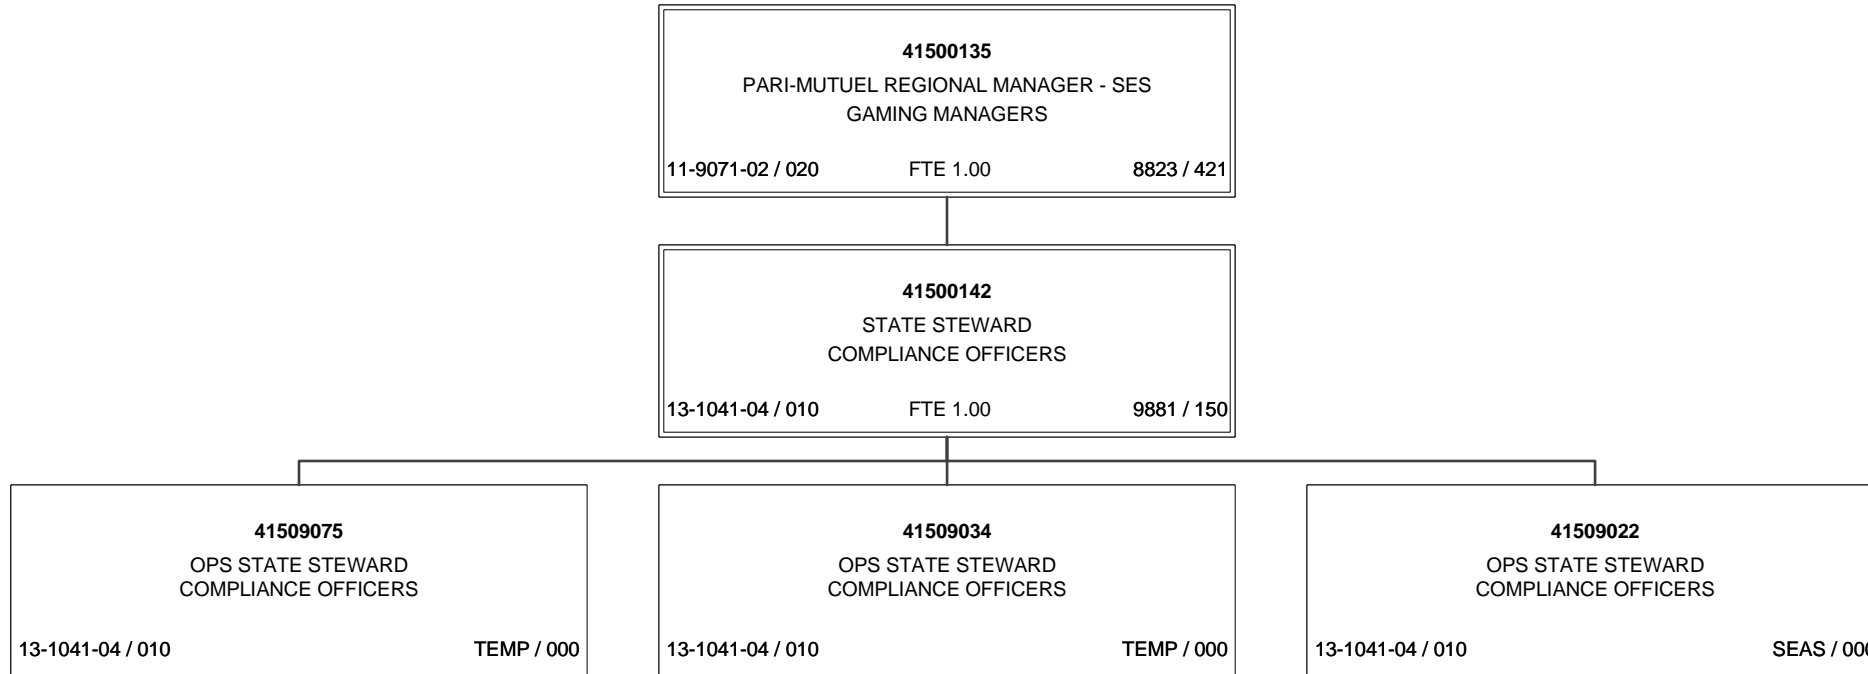 41500135
PARI-MUTUEL REGIONAL MANAGER - SES
GAMING MANAGERS
11-9071-02 / 020 FTE 1.00 8823 / 421
41500142
STATE STEWARD
COMPLIANCE OFFICERS
13-1041-04 / 010 FTE 1.00 9881 / 150
41509075
OPS STATE STEWARD
COMPLIANCE OFFICERS
13-1041-04 / 010 TEMP / 000
41509034
OPS STATE STEWARD
COMPLIANCE OFFICERS
13-1041-04 / 010 TEMP / 000
41509022
OPS STATE STEWARD
COMPLIANCE OFFICERS
13-1041-04 / 010 SEAS / 000